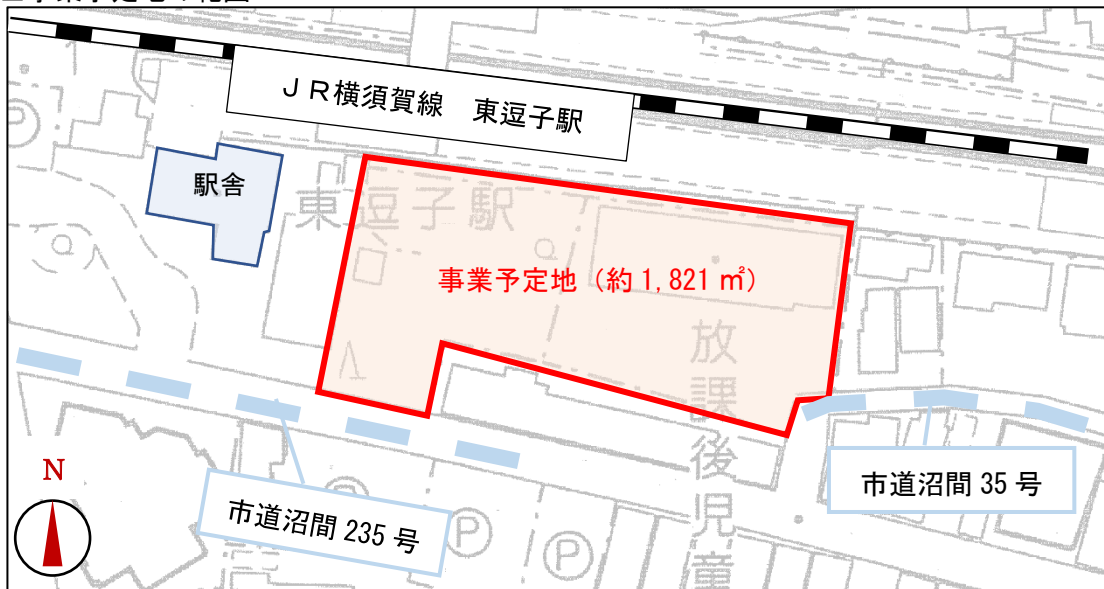 JR横須賀線 東逗子駅
駅舎
東逗子駅
事業予定地（約 1,821 ㎡）
放課後児童
市道沼間 35 号
N
市道沼間 235 号
P
P